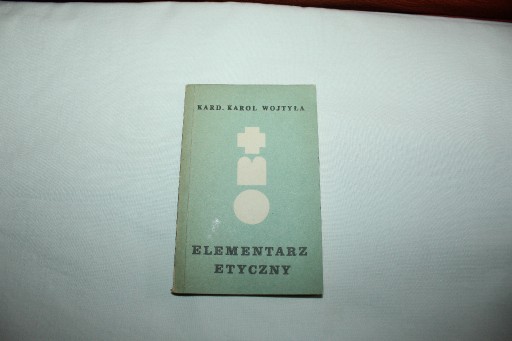 KARD. KAROL WOJTYŁA
ELEMENTARZ
ETYCZNY